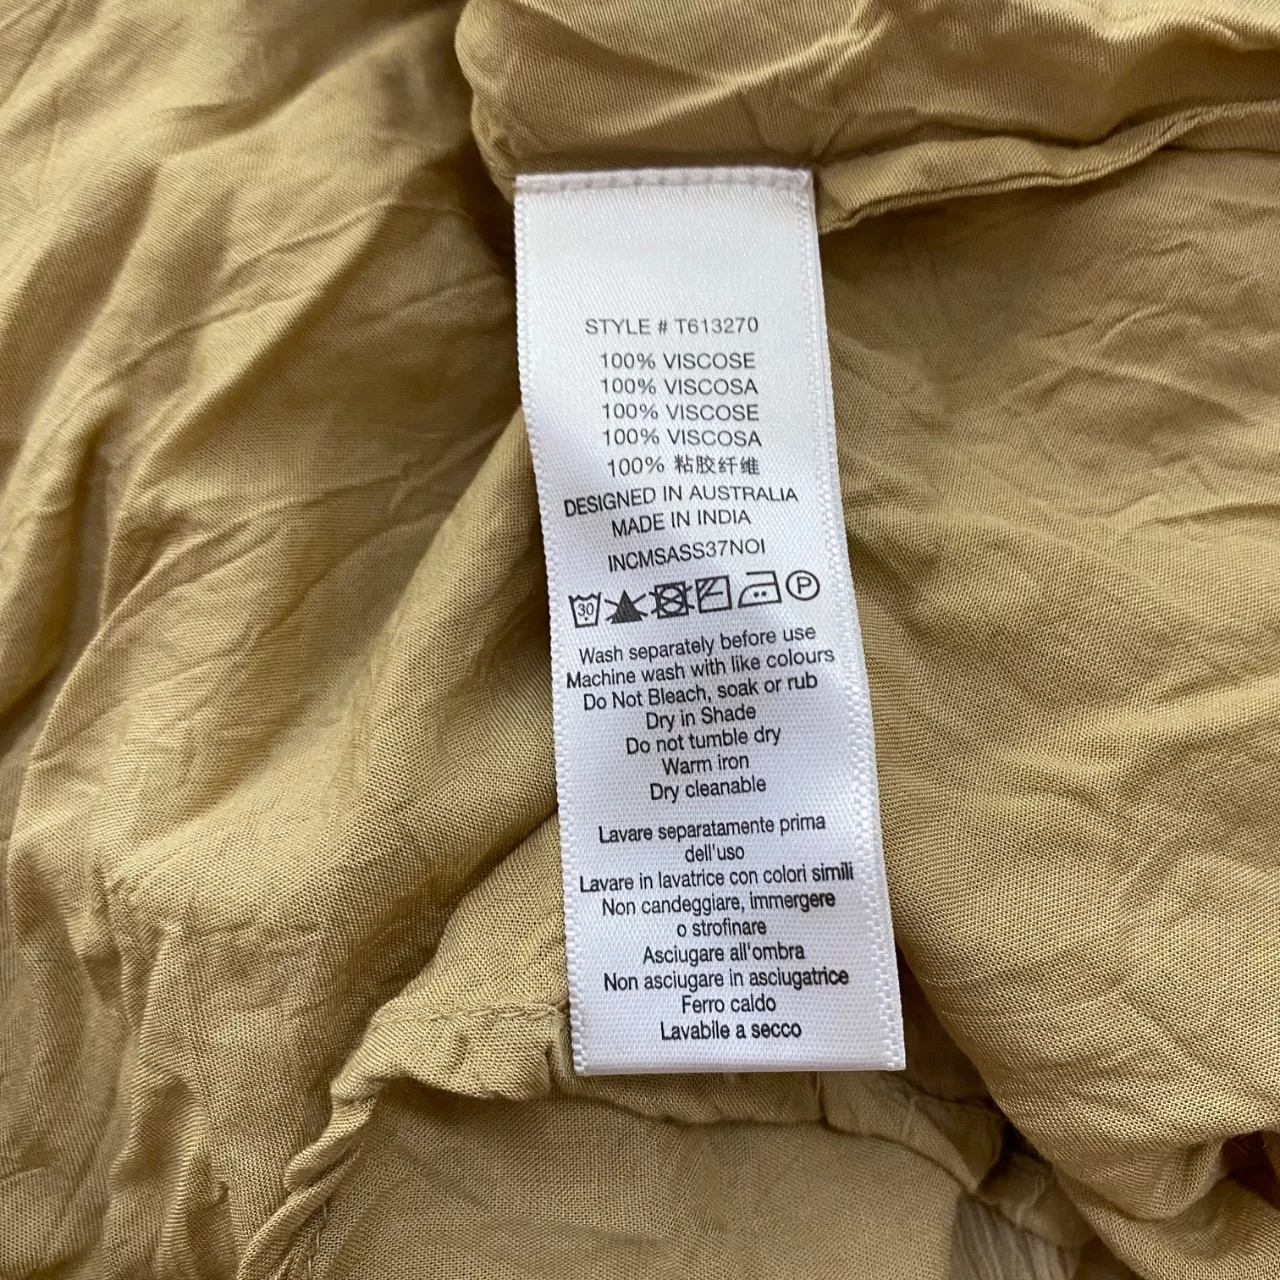 STYLE # T613270
100% VISCOSE
100% VISCOSA
100% VISCOSE
100% VISCOSA
100% 粘胶纤维
DESIGNED IN AUSTRALIA
MADE IN INDIA
INCMSASS37NOI
30 P
Wash separately before use
Machine wash with like colours
Do Not Bleach, soak or rub
Dry in Shade
Do not tumble dry
Warm iron
Dry cleanable
Lavare separatamente prima
dell'uso
Lavare in lavatrice con colori simili
Non candeggiare, immergere
o strofinare
Asciugare all'ombra
Non asciugare in asciugatrice
Ferro caldo
Lavabile a secco